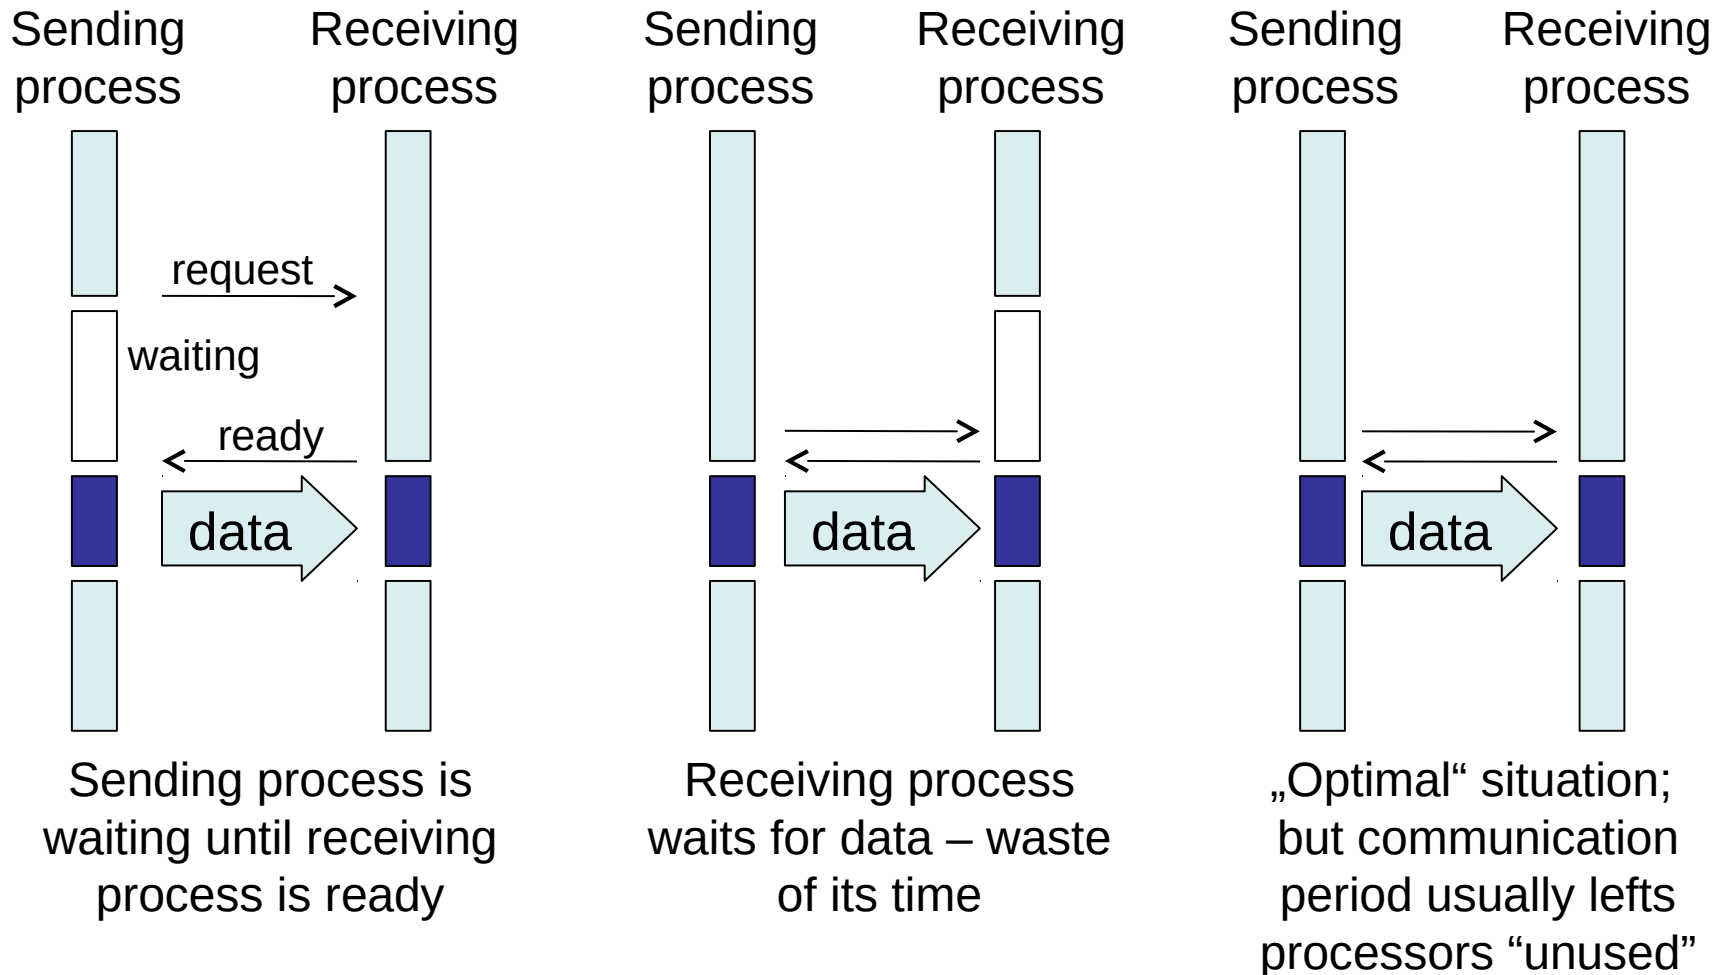 Sending
process
Receiving
process
request
waiting
ready
data
Sending process is
waiting until receiving
process is ready
Sending
process
Receiving
process
data
Receiving process
waits for data – waste
of its time
Sending
process
Receiving
process
data
„Optimal“ situation;
but communication
period usually lefts
processors “unused”